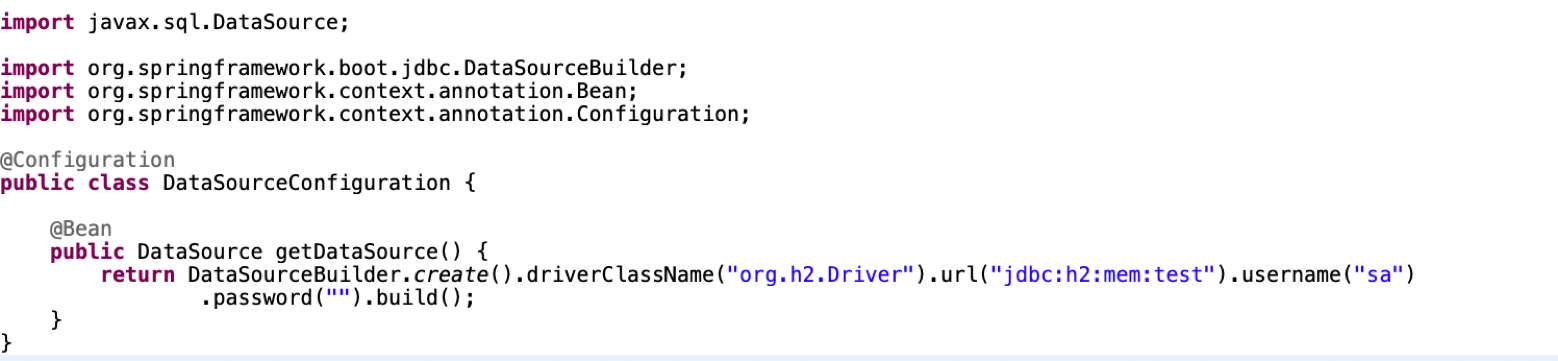 import javax.sql.DataSource;
import org.springframework.boot.jdbc.DataSourceBuilder;
import org.springframework.context.annotation.Bean;
import org.springframework.context.annotation.Configuration;
@Configuration
public class DataSourceConfiguration {
@Bean
public DataSource getDataSource() {
return DataSourceBuilder.create().driverClassName("org.h2.Driver").url("jdbc:h2:mem:test").username("sa")
.password("").build();
}
}